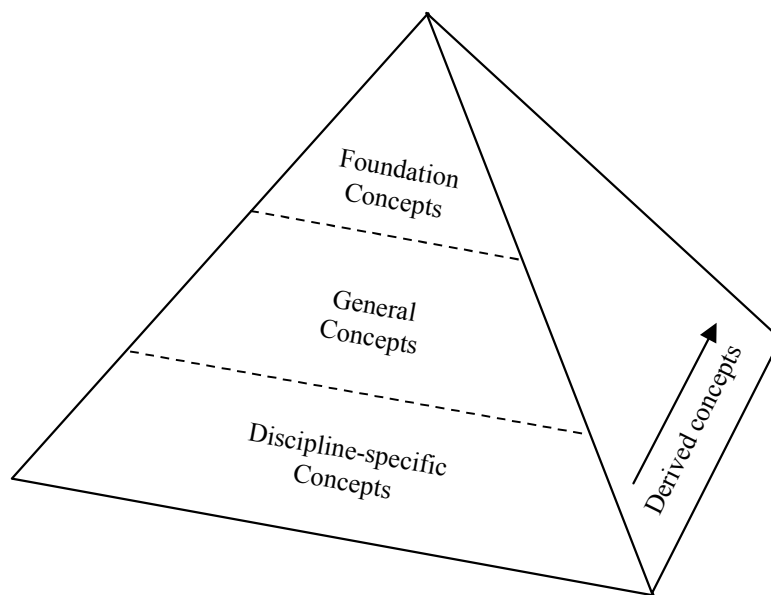 Foundation
Concepts
General
Concepts
Discipline-specific
Concepts
Derived concepts